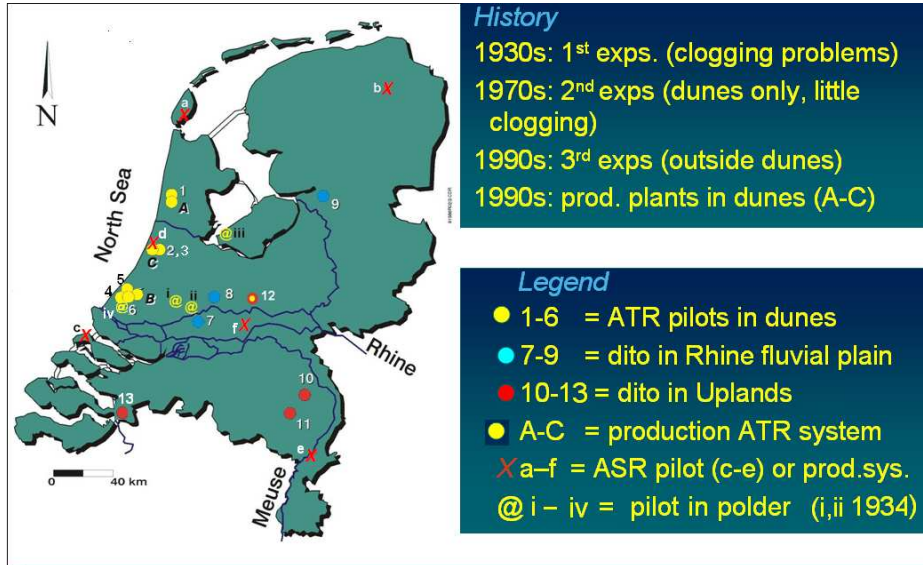 History
1930s: 1st exps. (clogging problems)
1970s: 2nd exps (dunes only, little
clogging)
1990s: 3rd exps (outside dunes)
1990s: prod. plants in dunes (A-C)
Legend
1-6 = ATR pilots in dunes
7-9 = dito in Rhine fluvial plain
10-13 = dito in Uplands
A-C = production ATR system
X a–f = ASR pilot (c-e) or prod.sys.
@ i – iv = pilot in polder (i,ii 1934)
N
North Sea
a
X
b X
1
A
9
d
X
2,3
C
@ iii
5
4
B
i
@
ii
@
8
12
iv
@ 6
7
f X
c X
Rhine
10
11
13
e X
Meuse
0 40 km